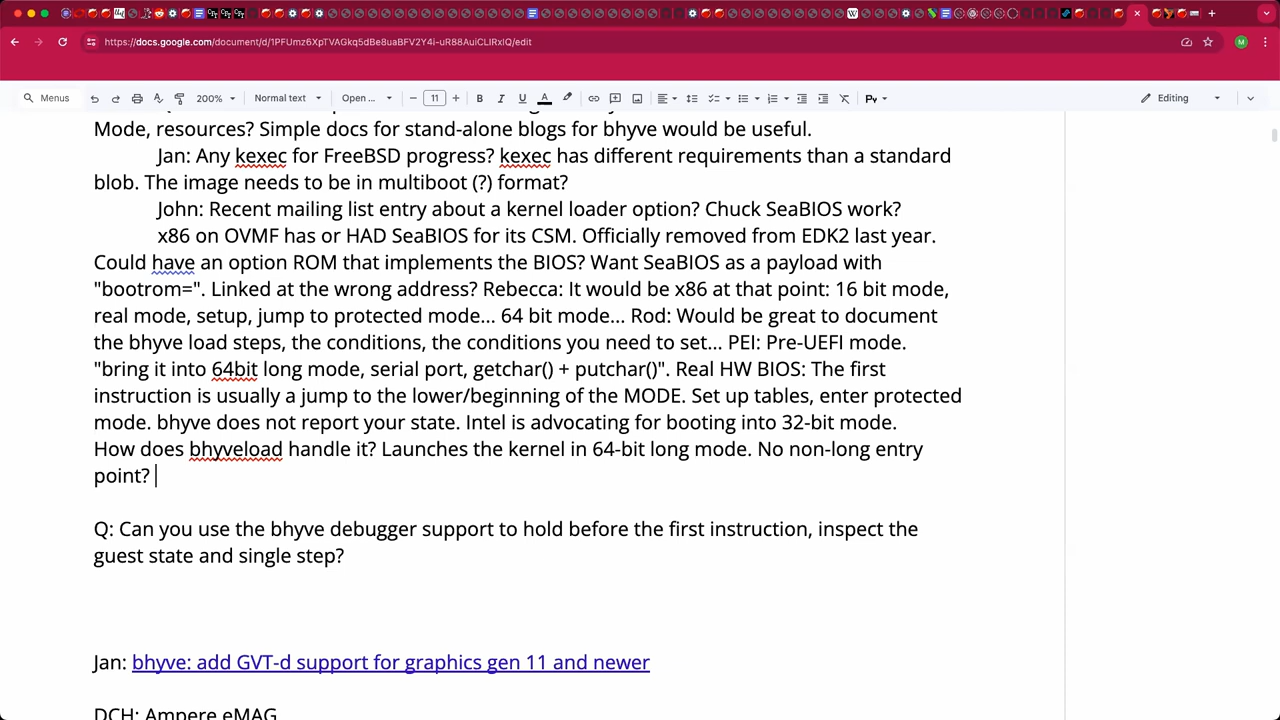 https://docs.google.com/document/d/1PFUmz6XpTVAGkq5dBe8uaBFV2Y4i-uR88AuiCLIRxIQ/edit
M
Menus
200%
Normal text
Open ...
11
Editing
Mode, resources? Simple docs for stand-alone blogs for bhyve would be useful.
Jan: Any kexec for FreeBSD progress? kexec has different requirements than a standard
blob. The image needs to be in multiboot (?) format?
John: Recent mailing list entry about a kernel loader option? Chuck SeaBIOS work?
x86 on OVMF has or HAD SeaBIOS for its CSM. Officially removed from EDK2 last year.
Could have an option ROM that implements the BIOS? Want SeaBIOS as a payload with
"bootrom=". Linked at the wrong address? Rebecca: It would be x86 at that point: 16 bit mode,
real mode, setup, jump to protected mode... 64 bit mode... Rod: Would be great to document
the bhyve load steps, the conditions, the conditions you need to set... PEI: Pre-UEFI mode.
"bring it into 64bit long mode, serial port, getchar() + putchar()". Real HW BIOS: The first
instruction is usually a jump to the lower/beginning of the MODE. Set up tables, enter protected
mode. bhyve does not report your state. Intel is advocating for booting into 32-bit mode.
How does bhyveload handle it? Launches the kernel in 64-bit long mode. No non-long entry
point?
Q: Can you use the bhyve debugger support to hold before the first instruction, inspect the
guest state and single step?
Jan: bhyve: add GVT-d support for graphics gen 11 and newer
DCH: Ampere eMAG